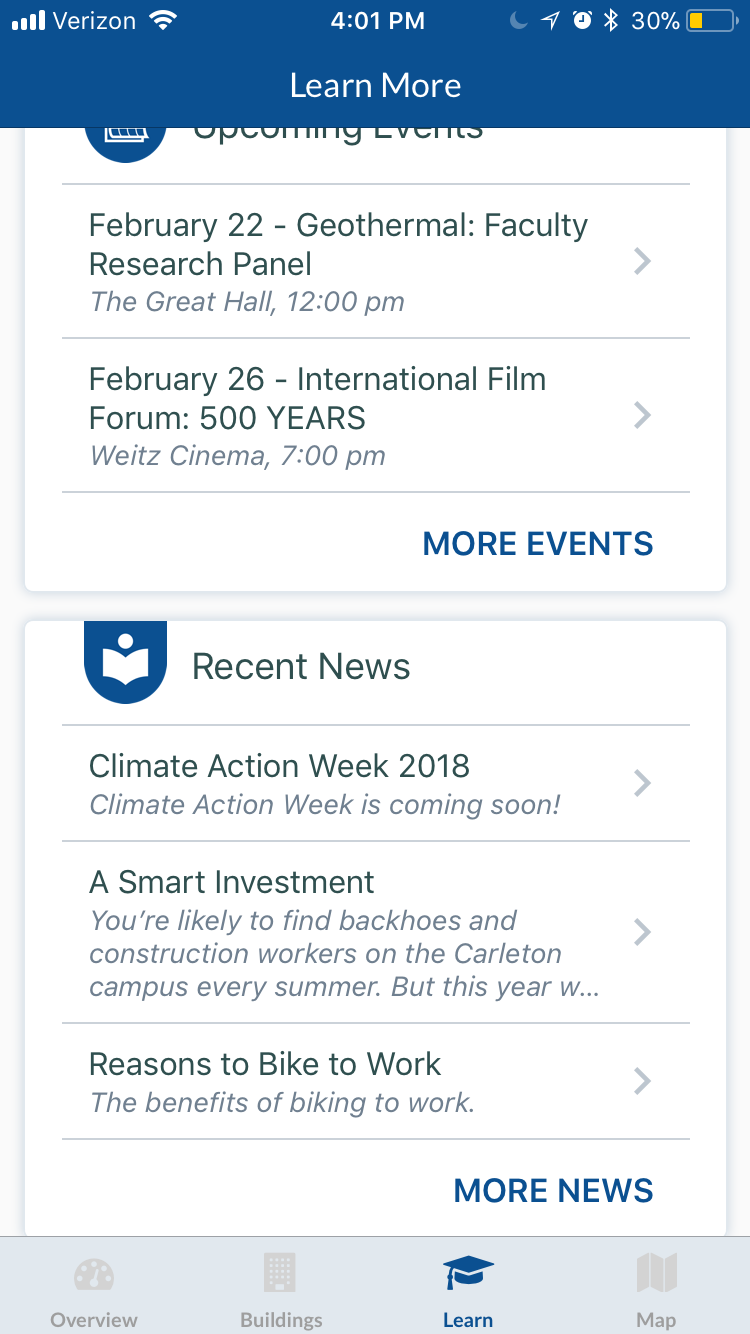 Verizon 4:01 PM 30%
Learn More
Upcoming Events
February 22 - Geothermal: Faculty
Research Panel
The Great Hall, 12:00 pm
February 26 - International Film
Forum: 500 YEARS
Weitz Cinema, 7:00 pm
MORE EVENTS
Recent News
Climate Action Week 2018
Climate Action Week is coming soon!
A Smart Investment
You’re likely to find backhoes and
construction workers on the Carleton
campus every summer. But this year w...
Reasons to Bike to Work
The benefits of biking to work.
MORE NEWS
Overview Buildings Learn Map